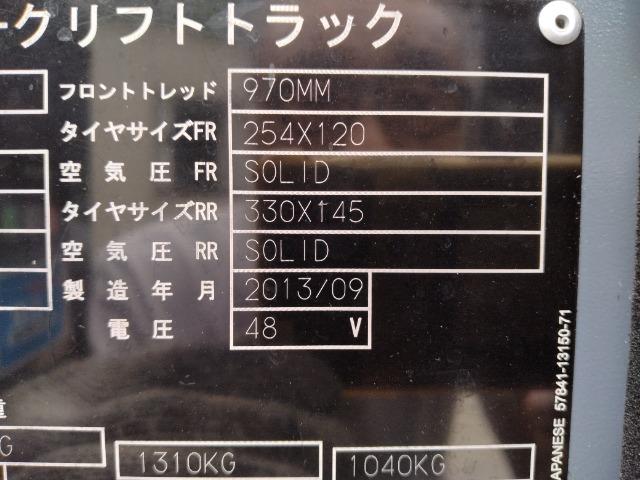 ークリフトトラック
フロントトレッド 970MM
タイヤサイズFR 254X120
空気圧 FR SOLID
タイヤサイズRR 330X145
空気圧 RR SOLID
製造年月 2013/09
電圧 48 V
重
G 1310KG 1040KG
APANESE 57841-13150-71